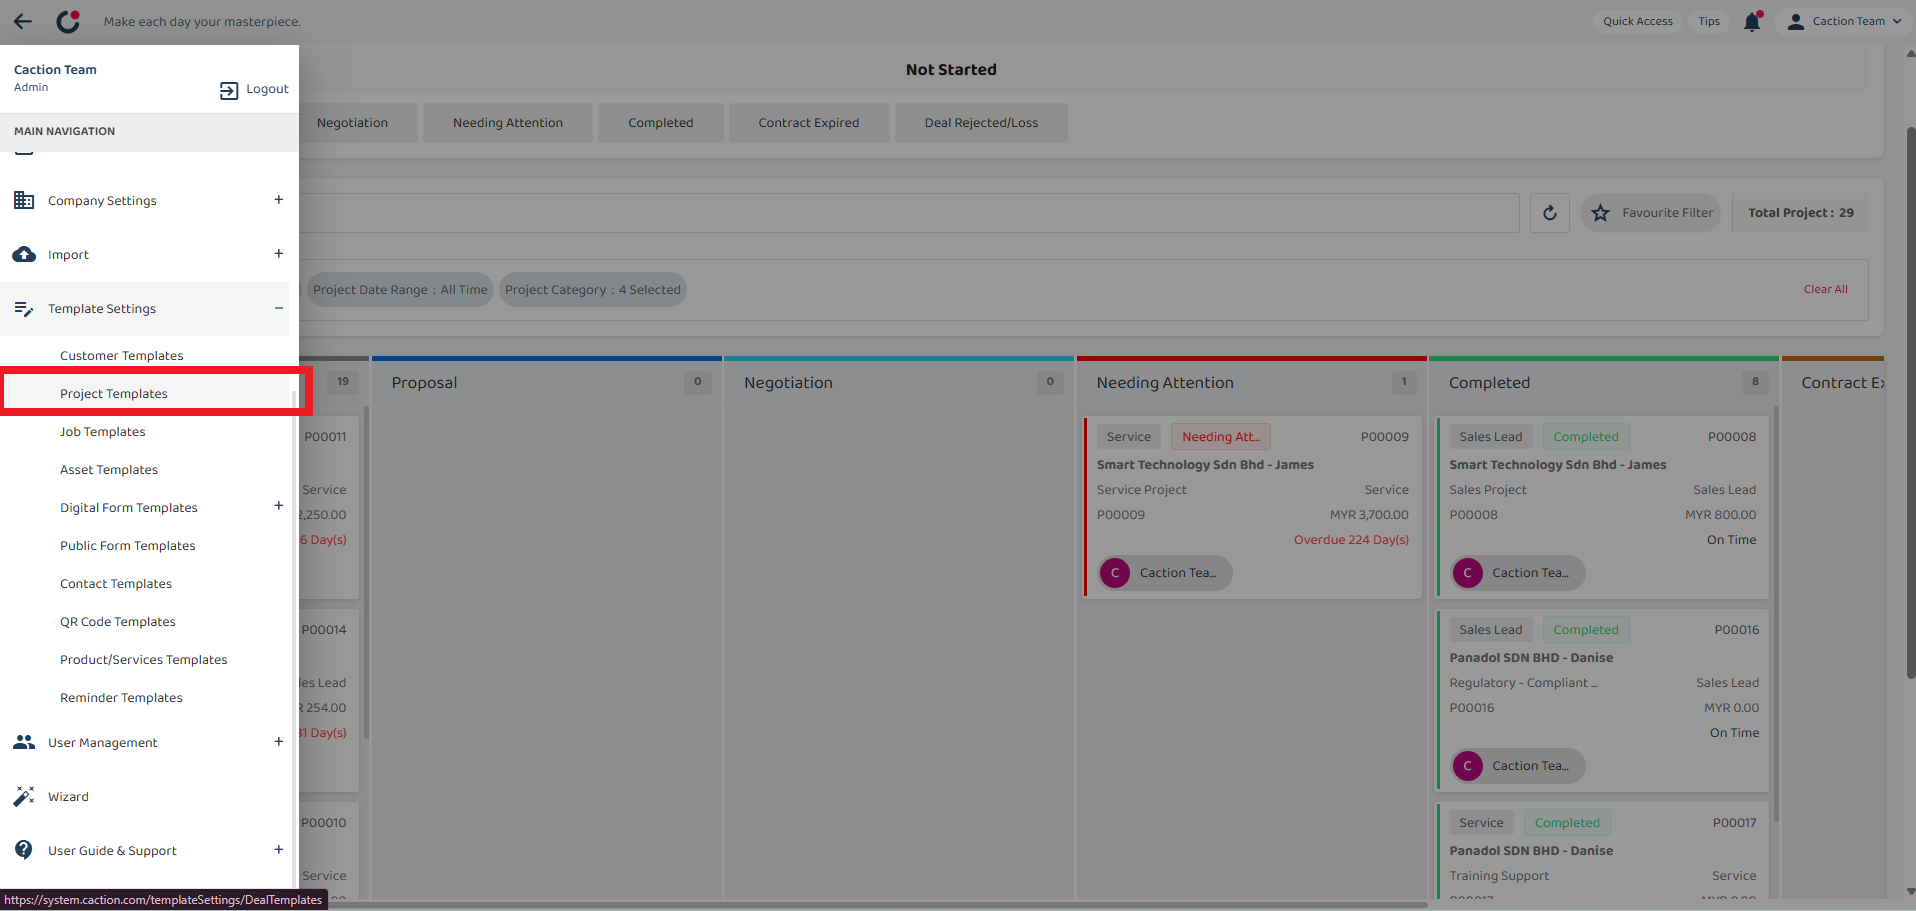 Make each day your masterpiece.
Quick Access
Tips
Caction Team
Caction Team
Admin
Logout
MAIN NAVIGATION
Company Settings +
Import +
Template Settings −
Customer Templates
Project Templates
Job Templates
Asset Templates
Digital Form Templates +
Public Form Templates
Contact Templates
QR Code Templates
Product/Services Templates
Reminder Templates
User Management +
Wizard
User Guide & Support +
https://system.caction.com/templateSettings/DealTemplates
Not Started
Negotiation
Needing Attention
Completed
Contract Expired
Deal Rejected/Loss
Favourite Filter
Total Project : 29
Project Date Range : All Time
Project Category : 4 Selected
Clear All
19
P00011
Service
2,250.00
6 Day(s)
P00014
les Lead
R 254.00
31 Day(s)
P00010
Service
Proposal 0
Negotiation 0
Needing Attention 1
Service Needing Att... P00009
Smart Technology Sdn Bhd - James
Service Project Service
P00009 MYR 3,700.00
Overdue 224 Day(s)
C Caction Tea...
Completed 8
Sales Lead Completed P00008
Smart Technology Sdn Bhd - James
Sales Project Sales Lead
P00008 MYR 800.00
On Time
C Caction Tea...
Sales Lead Completed P00016
Panadol SDN BHD - Danise
Regulatory - Compliant ... Sales Lead
P00016 MYR 0.00
On Time
C Caction Tea...
Service Completed P00017
Panadol SDN BHD - Danise
Training Support Service
P00017 MYR 0.00
Contract Ex